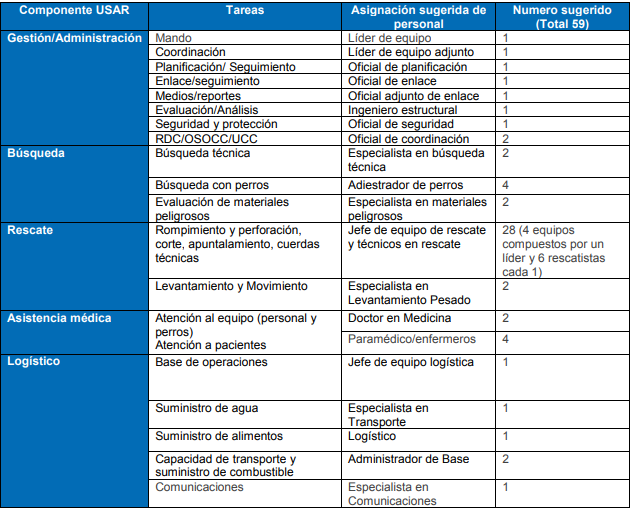 Componente USAR
Tareas
Asignación sugerida de
personal
Numero sugerido
(Total 59)
Gestión/Administración
Mando
Líder de equipo
1
Coordinación
Líder de equipo adjunto
1
Planificación/ Seguimiento
Oficial de planificación
1
Enlace/seguimiento
Oficial de enlace
1
Medios/reportes
Oficial adjunto de enlace
1
Evaluación/Análisis
Ingeniero estructural
1
Seguridad y protección
Oficial de seguridad
1
RDC/OSOCC/UCC
Oficial de coordinación
2
Búsqueda
Búsqueda técnica
Especialista en búsqueda
técnica
2
Búsqueda con perros
Adiestrador de perros
4
Evaluación de materiales
peligrosos
Especialista en materiales
peligrosos
2
Rescate
Rompimiento y perforación,
corte, apuntalamiento, cuerdas
técnicas
Jefe de equipo de rescate
y técnicos en rescate
28 (4 equipos
compuestos por un
líder y 6 rescatistas
cada 1)
Levantamiento y Movimiento
Especialista en
Levantamiento Pesado
2
Asistencia médica
Atención al equipo (personal y
perros)
Atención a pacientes
Doctor en Medicina
2
Paramédico/enfermeros
4
Logístico
Base de operaciones
Jefe de equipo logística
1
Suministro de agua
Especialista en
Transporte
1
Suministro de alimentos
Logístico
1
Capacidad de transporte y
suministro de combustible
Administrador de Base
2
Comunicaciones
Especialista en
Comunicaciones
1